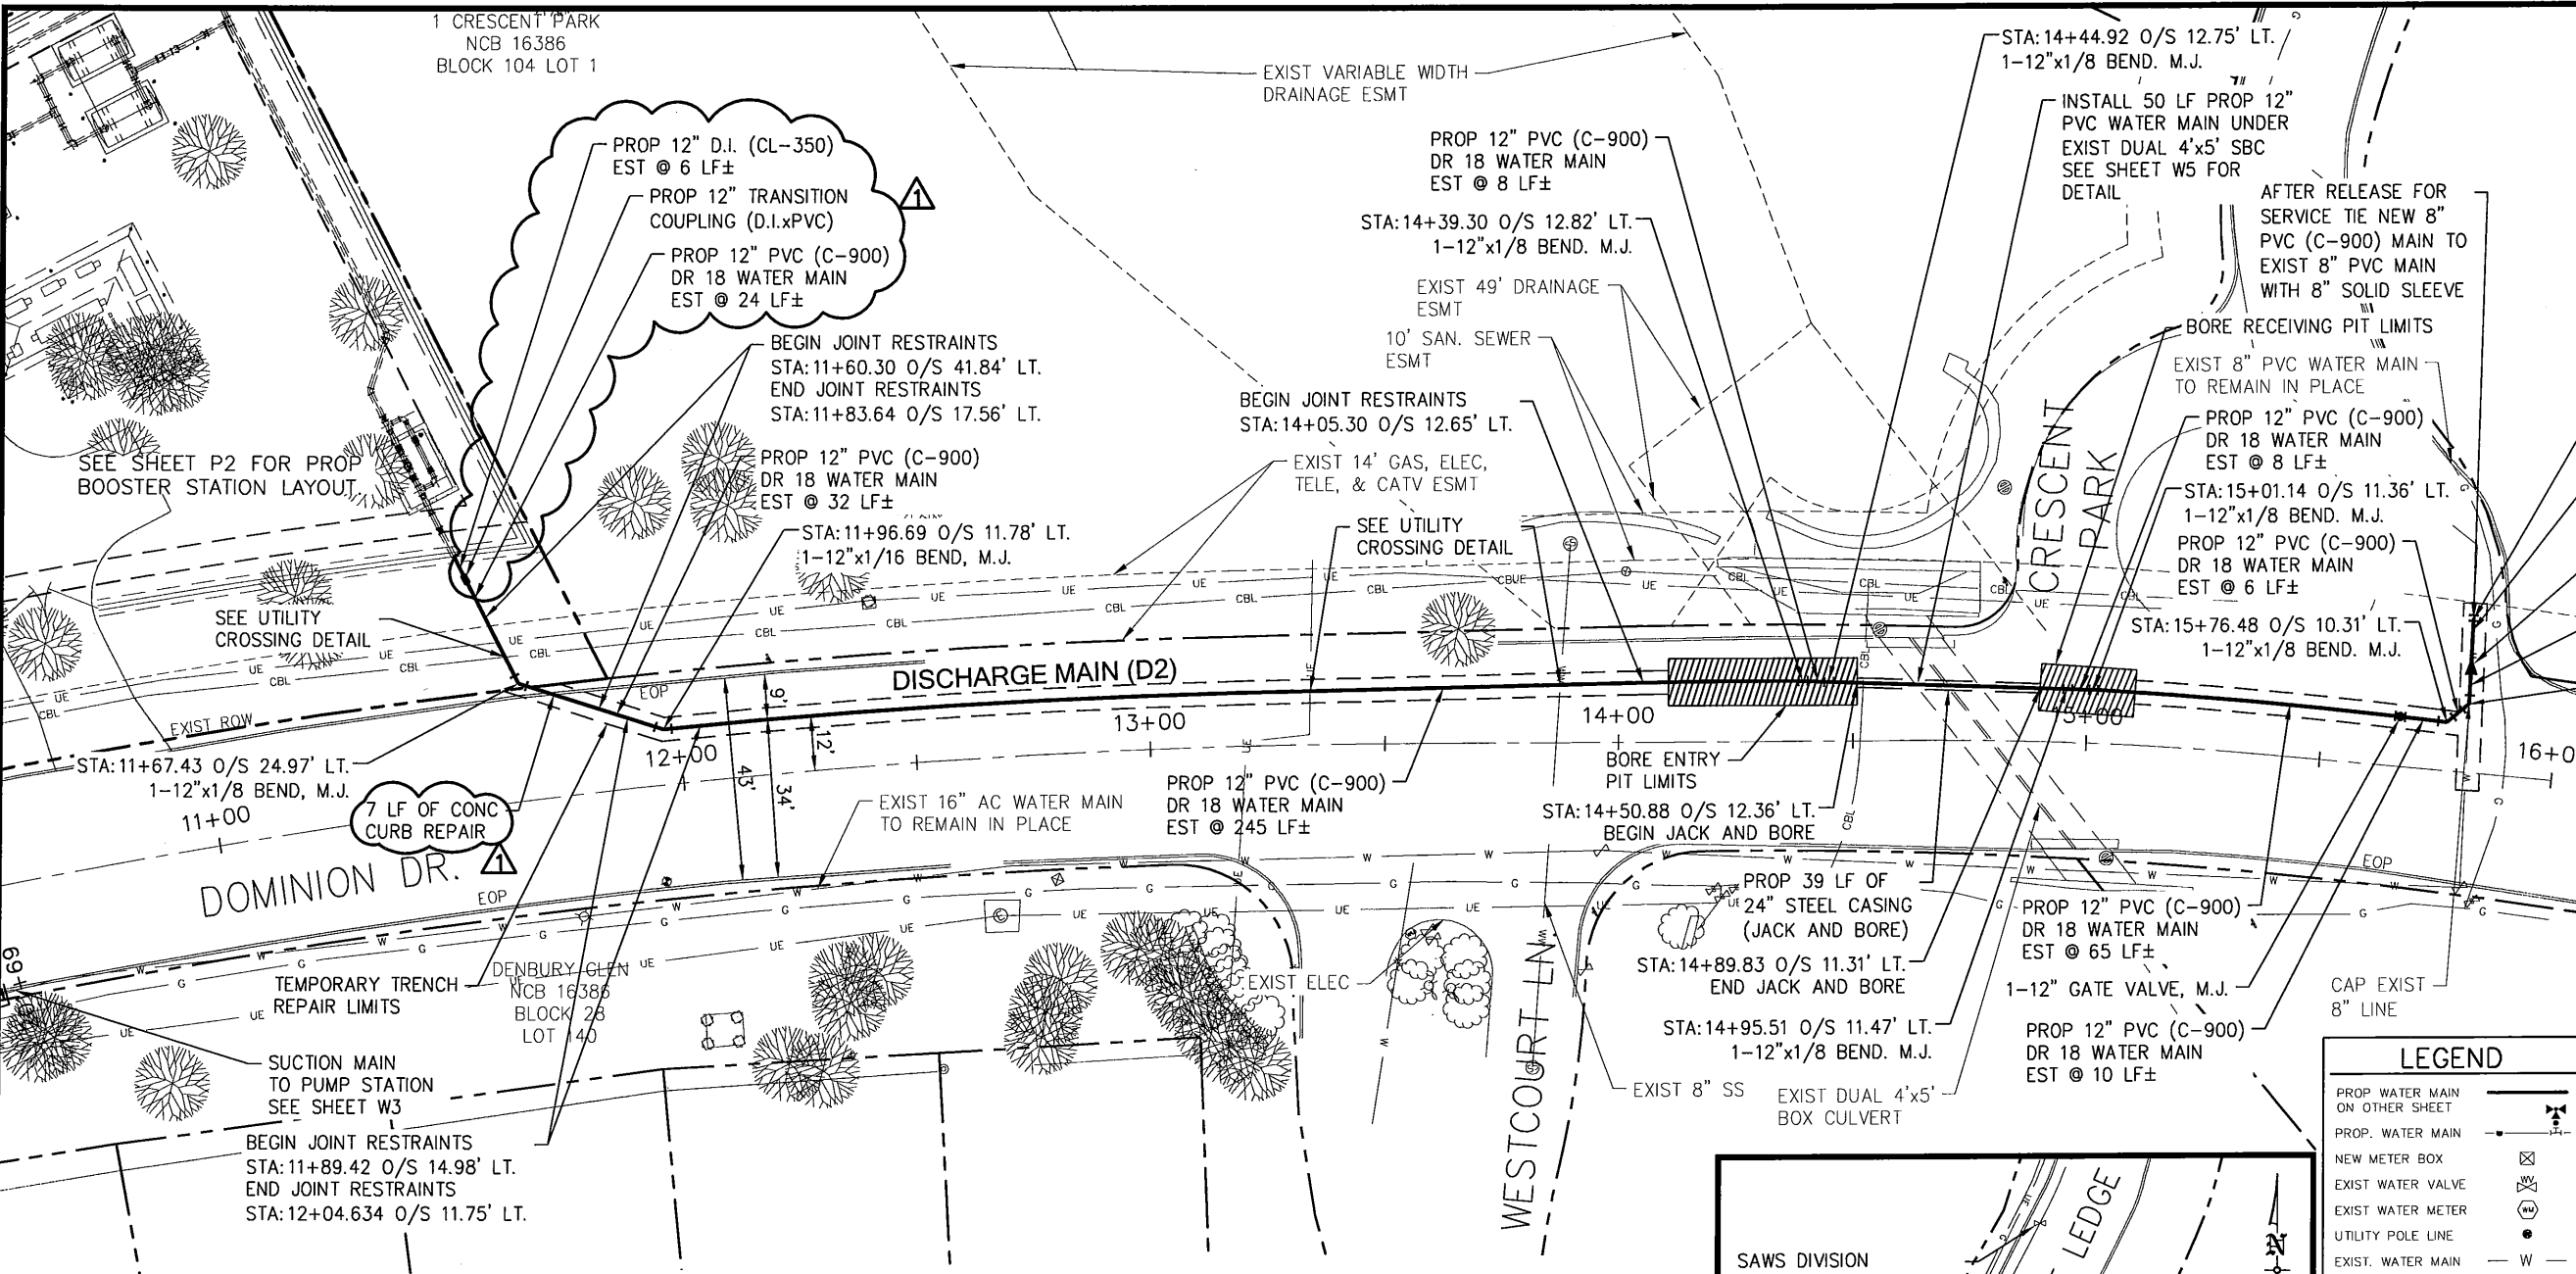 1 CRESCENT PARK
NCB 16386
BLOCK 104 LOT 1
EXIST VARIABLE WIDTH
DRAINAGE ESMT
STA:14+44.92 O/S 12.75' LT.
1-12"x1/8 BEND. M.J.
INSTALL 50 LF PROP 12"
PVC WATER MAIN UNDER
EXIST DUAL 4'x5' SBC
SEE SHEET W5 FOR
DETAIL
PROP 12" D.I. (CL-350)
EST @ 6 LF±
PROP 12" TRANSITION
COUPLING (D.I.xPVC)
PROP 12" PVC (C-900)
DR 18 WATER MAIN
EST @ 24 LF±
1
PROP 12" PVC (C-900)
DR 18 WATER MAIN
EST @ 8 LF±
STA:14+39.30 O/S 12.82' LT.
1-12"x1/8 BEND. M.J.
EXIST 49' DRAINAGE
ESMT
10' SAN. SEWER
ESMT
AFTER RELEASE FOR
SERVICE TIE NEW 8"
PVC (C-900) MAIN TO
EXIST 8" PVC MAIN
WITH 8" SOLID SLEEVE
BORE RECEIVING PIT LIMITS
EXIST 8" PVC WATER MAIN
TO REMAIN IN PLACE
BEGIN JOINT RESTRAINTS
STA:11+60.30 O/S 41.84' LT.
END JOINT RESTRAINTS
STA:11+83.64 O/S 17.56' LT.
BEGIN JOINT RESTRAINTS
STA:14+05.30 O/S 12.65' LT.
PROP 12" PVC (C-900)
DR 18 WATER MAIN
EST @ 8 LF±
STA:15+01.14 O/S 11.36' LT.
1-12"x1/8 BEND. M.J.
PROP 12" PVC (C-900)
DR 18 WATER MAIN
EST @ 6 LF±
STA:15+76.48 O/S 10.31' LT.
1-12"x1/8 BEND. M.J.
SEE SHEET P2 FOR PROP
BOOSTER STATION LAYOUT
PROP 12" PVC (C-900)
DR 18 WATER MAIN
EST @ 32 LF±
EXIST 14' GAS, ELEC,
TELE, & CATV ESMT
STA:11+96.69 O/S 11.78' LT.
1-12"x1/16 BEND, M.J.
SEE UTILITY
CROSSING DETAIL
CRESCENT
PARK
SEE UTILITY
CROSSING DETAIL
DISCHARGE MAIN (D2)
EOP
EXIST ROW
9'
12'
43'
34'
12+00
13+00
14+00
15+00
16+0
STA:11+67.43 O/S 24.97' LT.
1-12"x1/8 BEND, M.J.
7 LF OF CONC
CURB REPAIR
1
11+00
DOMINION DR.
EOP
EXIST 16" AC WATER MAIN
TO REMAIN IN PLACE
PROP 12" PVC (C-900)
DR 18 WATER MAIN
EST @ 245 LF±
BORE ENTRY
PIT LIMITS
STA:14+50.88 O/S 12.36' LT.
BEGIN JACK AND BORE
PROP 39 LF OF
24" STEEL CASING
(JACK AND BORE)
STA:14+89.83 O/S 11.31' LT.
END JACK AND BORE
STA:14+95.51 O/S 11.47' LT.
1-12"x1/8 BEND. M.J.
EOP
PROP 12" PVC (C-900)
DR 18 WATER MAIN
EST @ 65 LF±
1-12" GATE VALVE, M.J.
PROP 12" PVC (C-900)
DR 18 WATER MAIN
EST @ 10 LF±
CAP EXIST
8" LINE
TEMPORARY TRENCH
REPAIR LIMITS
DENBURY GLEN
NCB 16386
BLOCK 28
LOT 140
EXIST ELEC
WESTCOURT LN.
EXIST 8" SS
EXIST DUAL 4'x5'
BOX CULVERT
SUCTION MAIN
TO PUMP STATION
SEE SHEET W3
BEGIN JOINT RESTRAINTS
STA:11+89.42 O/S 14.98' LT.
END JOINT RESTRAINTS
STA:12+04.634 O/S 11.75' LT.
LEGEND
PROP WATER MAIN
ON OTHER SHEET
PROP. WATER MAIN
NEW METER BOX
EXIST WATER VALVE
WV
EXIST WATER METER
WM
UTILITY POLE LINE
EXIST. WATER MAIN
W
SAWS DIVISION
LEDGE
N